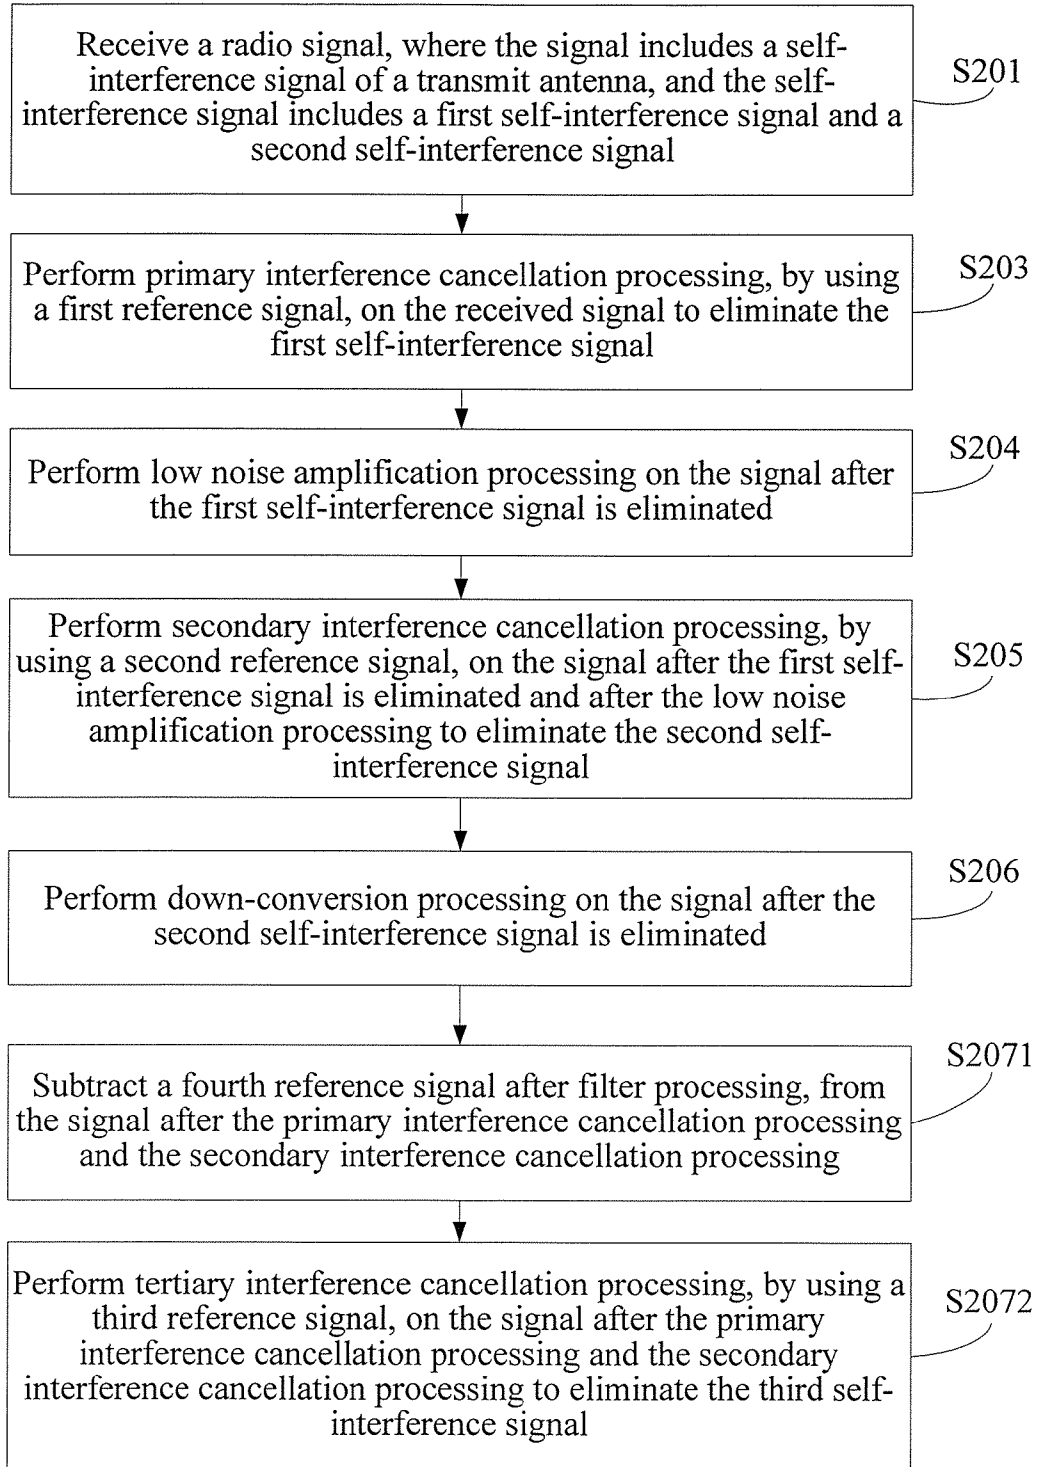 Receive a radio signal, where the signal includes a self-
interference signal of a transmit antenna, and the self-
interference signal includes a first self-interference signal and a
second self-interference signal
S201
Perform primary interference cancellation processing, by using
a first reference signal, on the received signal to eliminate the
first self-interference signal
S203
Perform low noise amplification processing on the signal after
the first self-interference signal is eliminated
S204
Perform secondary interference cancellation processing, by
using a second reference signal, on the signal after the first self-
interference signal is eliminated and after the low noise
amplification processing to eliminate the second self-
interference signal
S205
Perform down-conversion processing on the signal after the
second self-interference signal is eliminated
S206
Subtract a fourth reference signal after filter processing, from
the signal after the primary interference cancellation processing
and the secondary interference cancellation processing
S2071
Perform tertiary interference cancellation processing, by using a
third reference signal, on the signal after the primary
interference cancellation processing and the secondary
interference cancellation processing to eliminate the third self-
interference signal
S2072